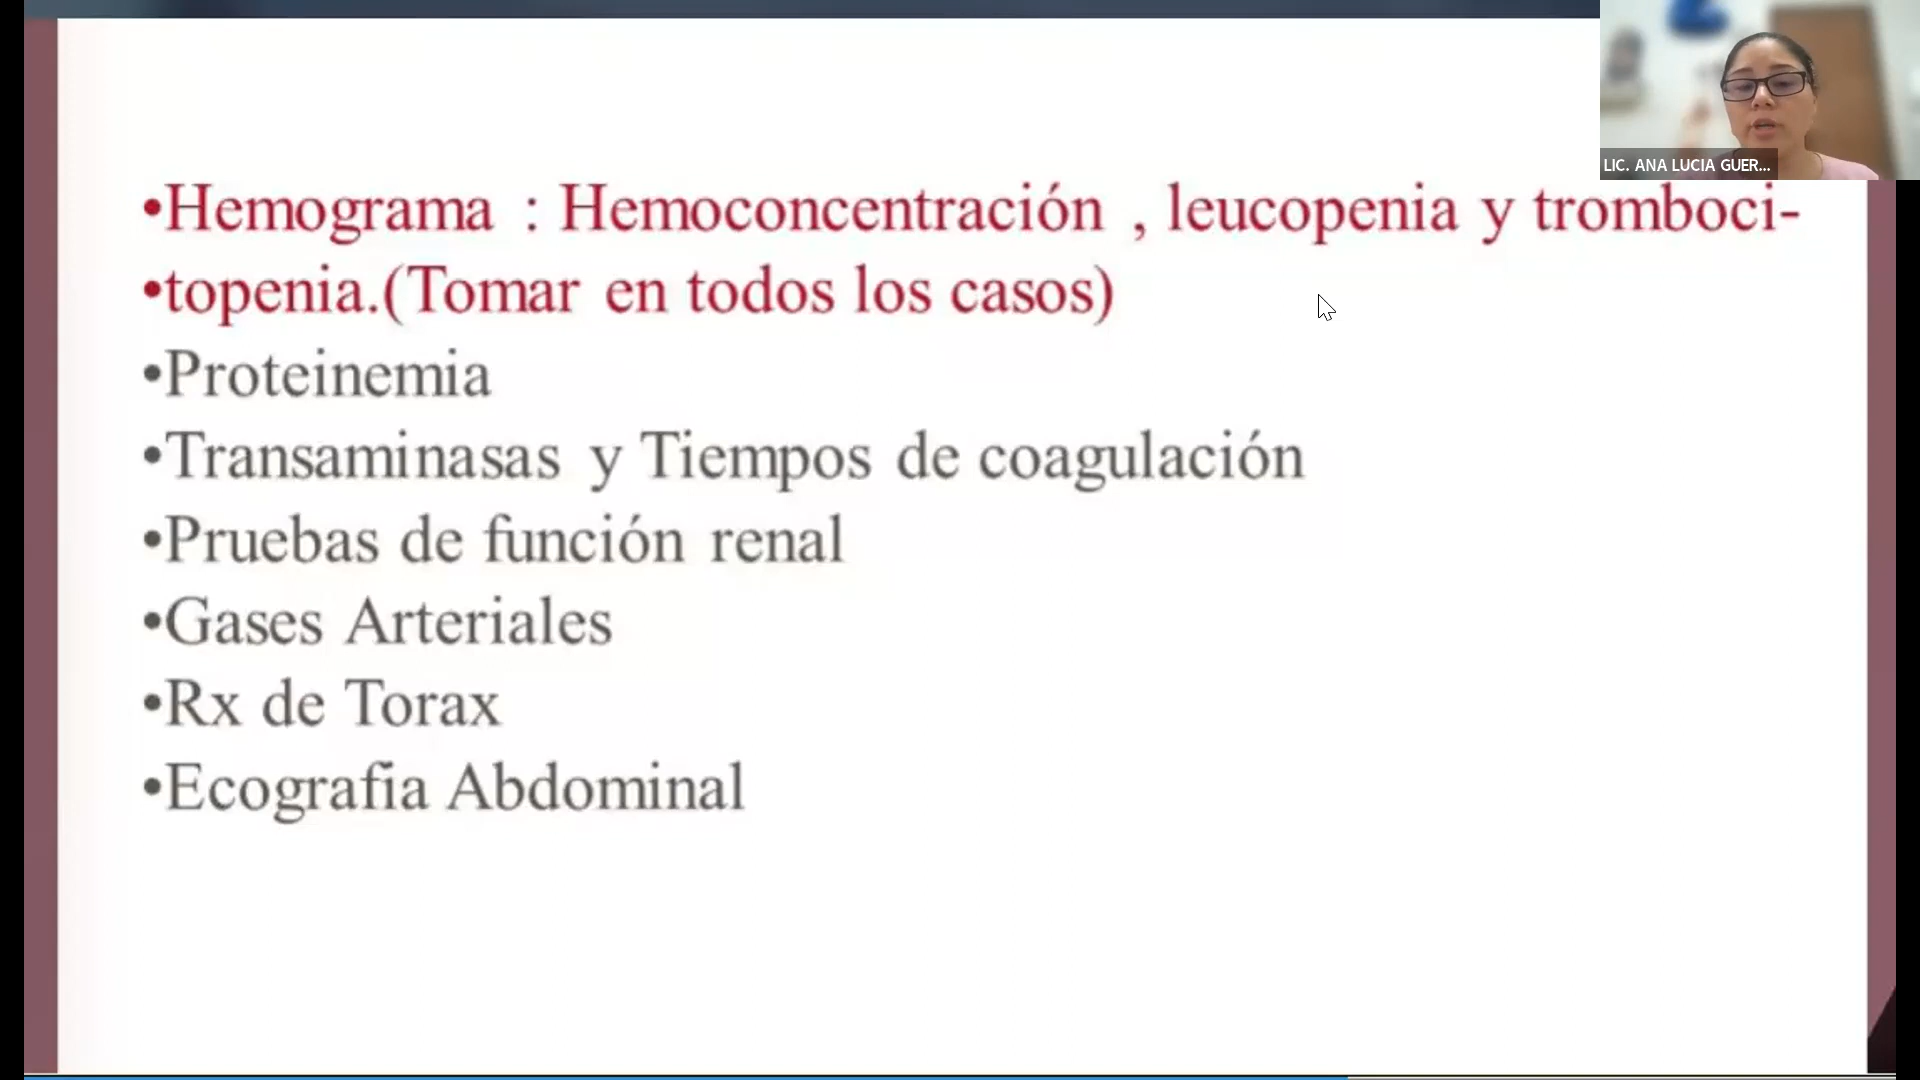 LIC. ANA LUCIA GUER...
•Hemograma : Hemoconcentración , leucopenia y tromboci-
•topenia.(Tomar en todos los casos)
•Proteinemia
•Transaminasas y Tiempos de coagulación
•Pruebas de función renal
•Gases Arteriales
•Rx de Torax
•Ecografia Abdominal